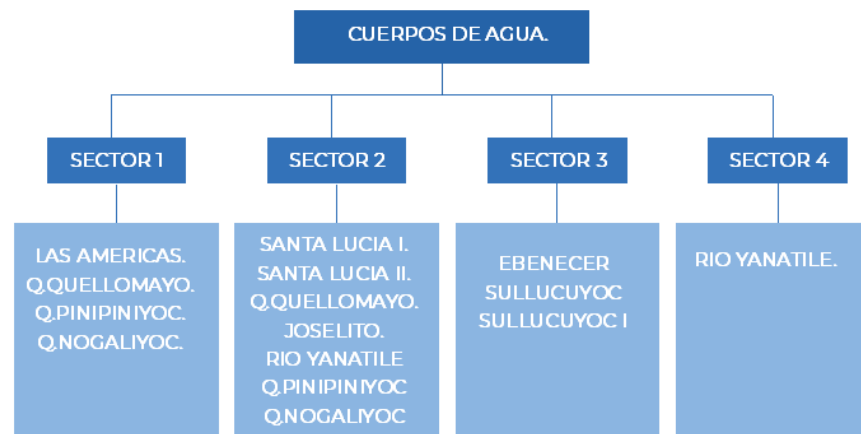 CUERPOS DE AGUA.
SECTOR 1
LAS AMERICAS.
Q.QUELLOMAYO.
Q.PINIPINIYOC.
Q.NOGALIYOC.
SECTOR 2
SANTA LUCIA I.
SANTA LUCIA II.
Q.QUELLOMAYO.
JOSELITO.
RIO YANATILE
Q.PINIPINIYOC
Q.NOGALIYOC
SECTOR 3
EBENECER
SULLUCUYOC
SULLUCUYOC I
SECTOR 4
RIO YANATILE.